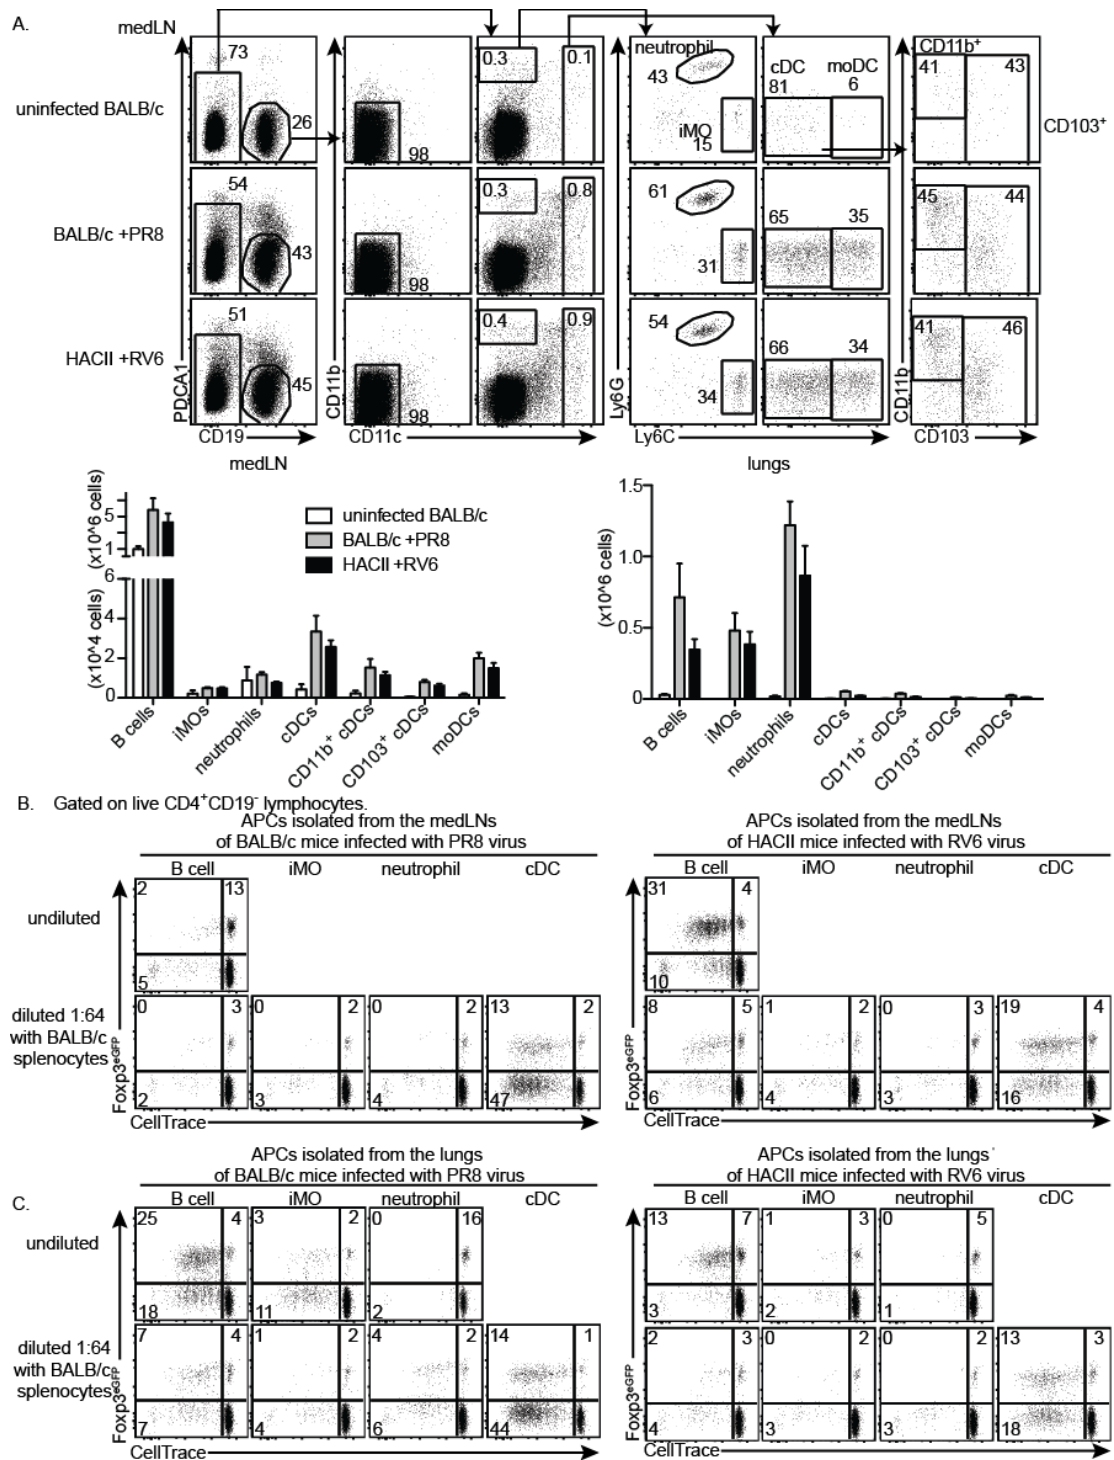 A.
medLN
uninfected BALB/c
73
26
98
0.3
0.1
neutrophil
43
iMO
15
cDC
81
moDC
6
CD11b+
41
43
CD103+
BALB/c +PR8
54
43
98
0.3
0.8
61
31
65
35
45
44
HACII +RV6
51
45
98
0.4
0.9
54
34
66
34
41
46
PDCA1
CD19
CD11b
CD11c
Ly6G
Ly6C
CD11b
CD103
medLN
(x10^6 cells)
5
1
(x10^4 cells)
6
4
2
0
uninfected BALB/c
BALB/c +PR8
HACII +RV6
B cells
iMOs
neutrophils
cDCs
CD11b+ cDCs
CD103+ cDCs
moDCs
lungs
(x10^6 cells)
1.5
1.0
0.5
0
B cells
iMOs
neutrophils
cDCs
CD11b+ cDCs
CD103+ cDCs
moDCs
B. Gated on live CD4+CD19- lymphocytes.
APCs isolated from the medLNs
of BALB/c mice infected with PR8 virus
B cell iMO neutrophil cDC
undiluted
2 13
5
diluted 1:64
with BALB/c
splenocytes
0 3 0 2 0 2 13 2
2 3 4 47
Foxp3eGFP
CellTrace
APCs isolated from the medLNs
of HACII mice infected with RV6 virus
B cell iMO neutrophil cDC
31 4
10
8 5 1 2 0 3 19 4
6 4 3 16
Foxp3eGFP
CellTrace
C.
APCs isolated from the lungs
of BALB/c mice infected with PR8 virus
B cell iMO neutrophil cDC
undiluted
25 4 3 2 0 16
18 11 2
diluted 1:64
with BALB/c
splenocytes
7 4 1 2 4 2 14 1
7 4 6 44
Foxp3eGFP
CellTrace
APCs isolated from the lungs
of HACII mice infected with RV6 virus
B cell iMO neutrophil cDC
13 7 1 3 0 5
3 2 1
2 3 0 2 0 2 13 3
4 3 3 18
Foxp3eGFP
CellTrace